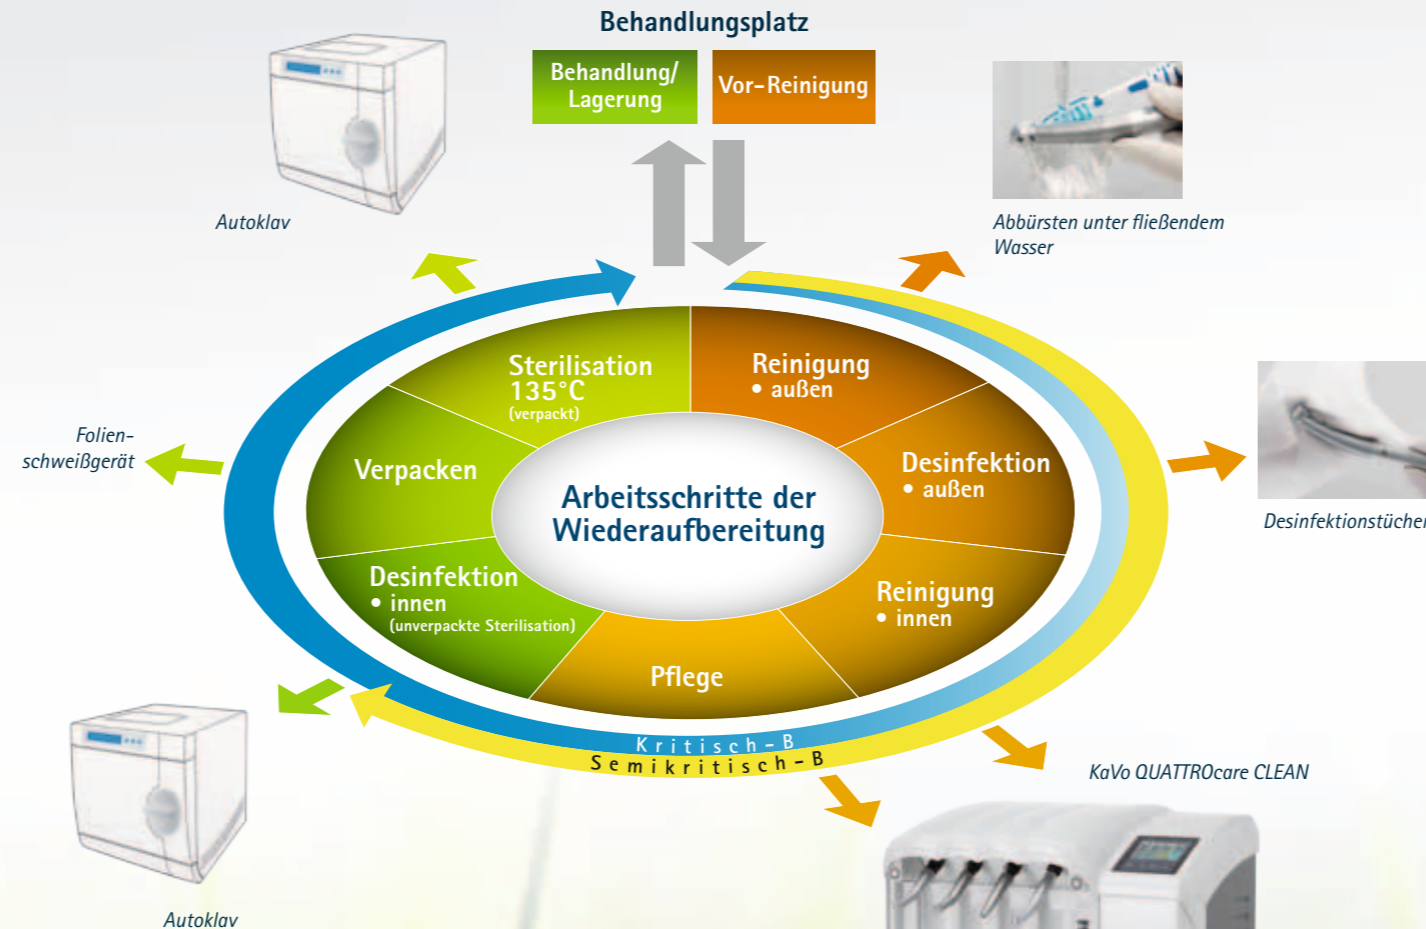 Behandlungsplatz
Behandlung/
Lagerung
Vor-Reinigung
Autoklav
Abbürsten unter fließendem
Wasser
Sterilisation
135°C
(verpackt)
Reinigung
• außen
Folien-
schweißgerät
Verpacken
Desinfektion
• außen
Arbeitsschritte der
Wiederaufbereitung
Desinfektionstücher
Desinfektion
• innen
(unverpackte Sterilisation)
Reinigung
• innen
Pflege
Kritisch-B
Semikritisch-B
KaVo QUATTROcare CLEAN
Autoklav